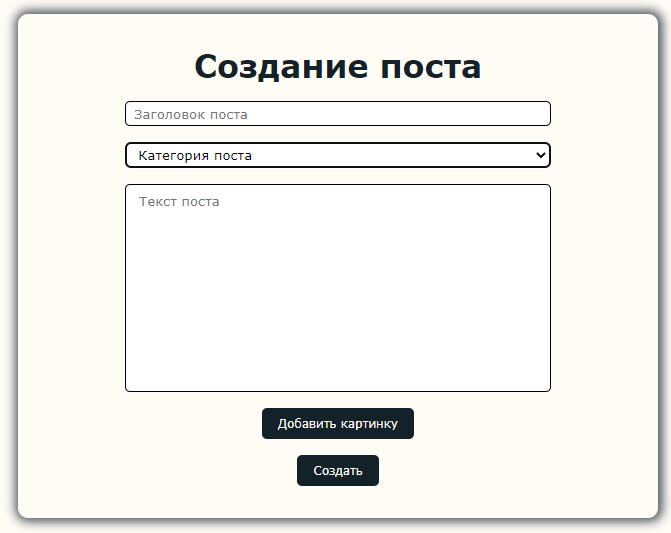 Создание поста
Заголовок поста
Категория поста
Текст поста
Добавить картинку
Создать